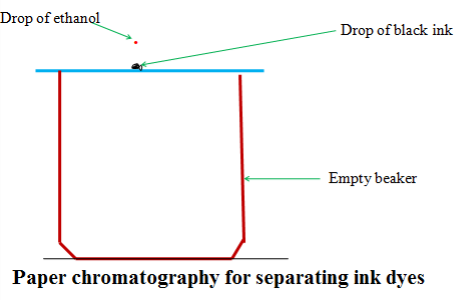 Drop of ethanol
Drop of black ink
Empty beaker
Paper chromatography for separating ink dyes